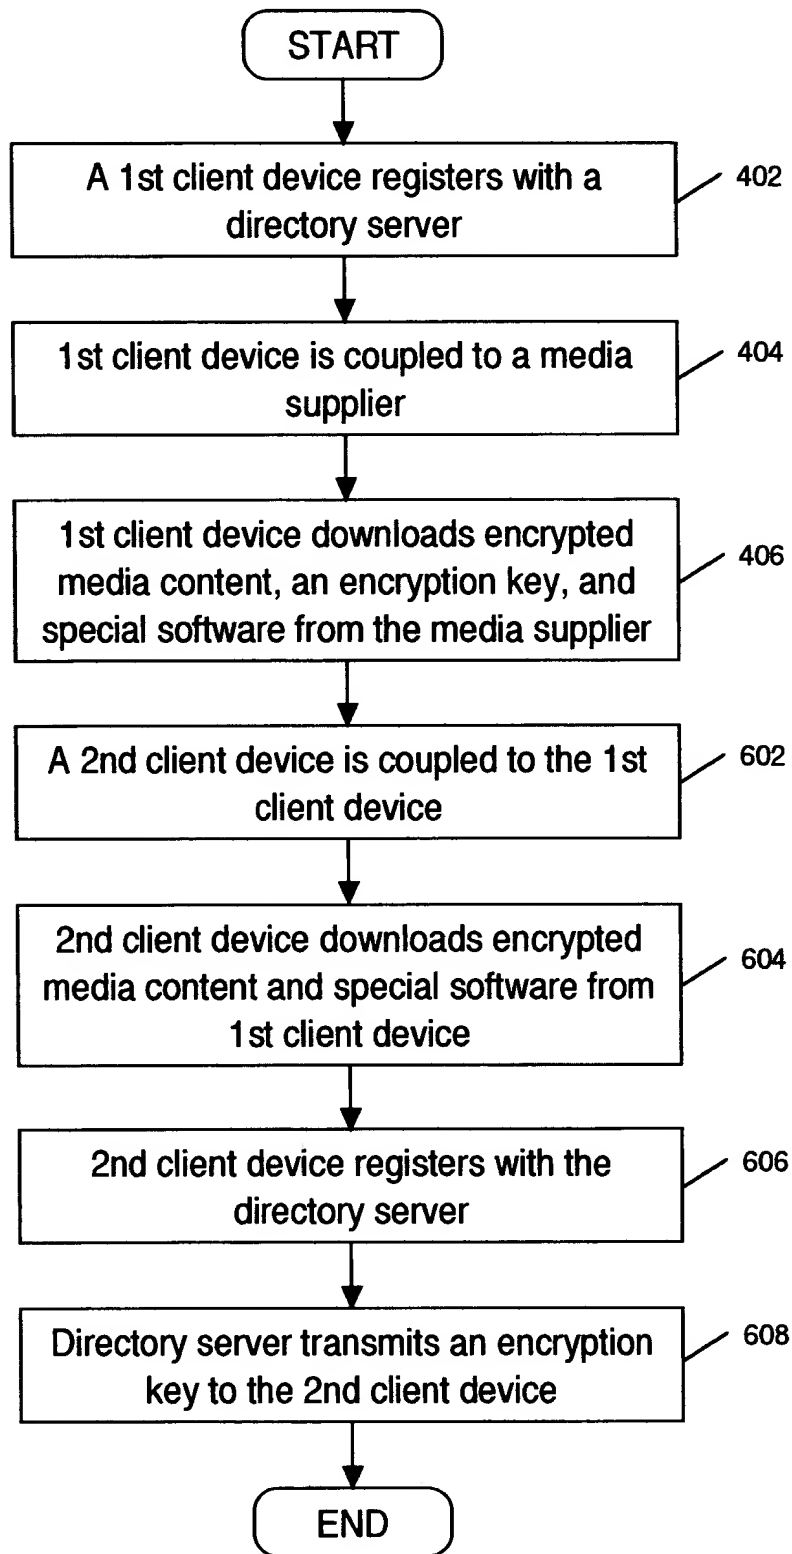 START
A 1st client device registers with a
directory server
402
1st client device is coupled to a media
supplier
404
1st client device downloads encrypted
media content, an encryption key, and
special software from the media supplier
406
A 2nd client device is coupled to the 1st
client device
602
2nd client device downloads encrypted
media content and special software from
1st client device
604
2nd client device registers with the
directory server
606
Directory server transmits an encryption
key to the 2nd client device
608
END